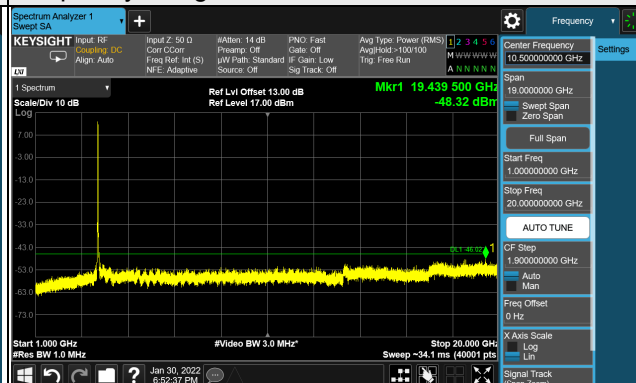 Spectrum Analyzer 1
Swept SA
Frequency
KEYSIGHT
LXI
Input: RF
Coupling: DC
Align: Auto
Input Z: 50 Ω
Corr CCorr
Freq Ref: Int (S)
NFE: Adaptive
#Atten: 14 dB
Preamp: Off
µW Path: Standard
Source: Off
PNO: Fast
Gate: Off
IF Gain: Low
Sig Track: Off
Avg Type: Power (RMS)
Avg|Hold:>100/100
Trig: Free Run
1 2 3 4 5 6
M W W W W W
A N N N N N
1 Spectrum
Scale/Div 10 dB
Ref Lvl Offset 13.00 dB
Ref Level 17.00 dBm
Mkr1 19.439 500 GHz
-48.32 dBm
Log
7.00
-3.00
-13.0
-23.0
-33.0
-43.0
-53.0
-63.0
-73.0
DL1 -46.02
1
Start 1.000 GHz
#Res BW 1.0 MHz
#Video BW 3.0 MHz*
Stop 20.000 GHz
Sweep ~34.1 ms (40001 pts
Jan 30, 2022
6:52:37 PM
Center Frequency
10.500000000 GHz
Settings
Span
19.0000000 GHz
Swept Span
Zero Span
Full Span
Start Freq
1.000000000 GHz
Stop Freq
20.000000000 GHz
AUTO TUNE
CF Step
1.900000000 GHz
Auto
Man
Freq Offset
0 Hz
X Axis Scale
Log
Lin
Signal Track